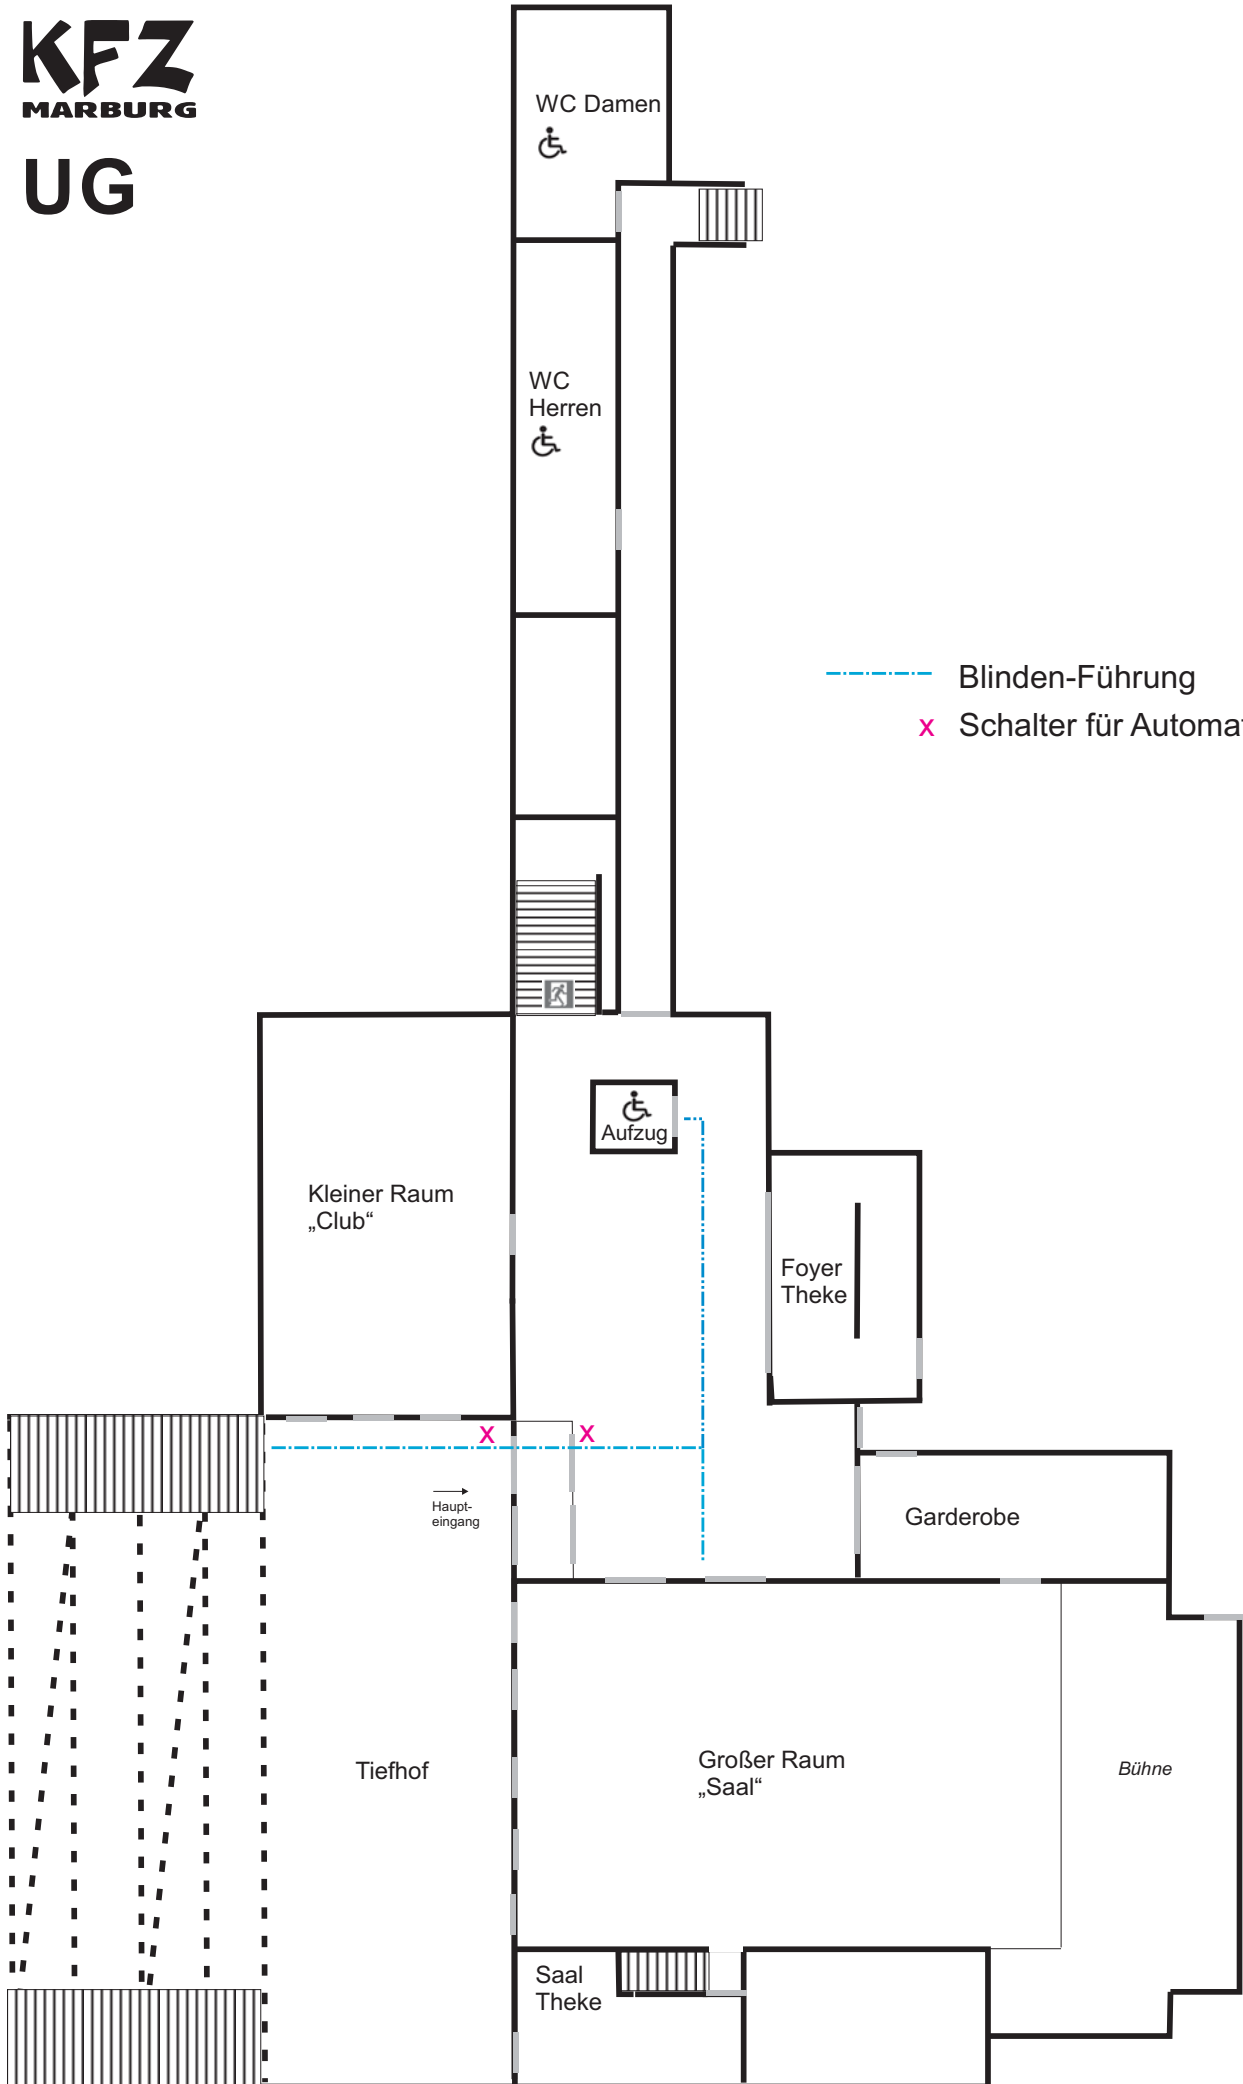 KFZ
MARBURG
UG
WC Damen
WC
Herren
Blinden-Führung
x Schalter für Automat
Aufzug
Kleiner Raum
„Club“
Foyer
Theke
x x
Haupt-
eingang
Garderobe
Tiefhof
Großer Raum
„Saal“
Bühne
Saal
Theke